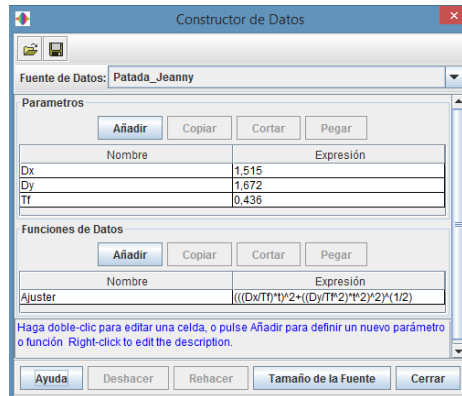 Constructor de Datos
Fuente de Datos: Patada_Jeanny
Parametros
Añadir Copiar Cortar Pegar
Nombre Expresión
Dx 1,515
Dy 1,672
Tf 0,436
Funciones de Datos
Añadir Copiar Cortar Pegar
Nombre Expresión
Ajuster (((Dx/Tf)*t)^2+((Dy/Tf^2)*t^2)^2)^(1/2)
Haga doble-clic para editar una celda, o pulse Añadir para definir un nuevo parámetro
o función Right-click to edit the description.
Ayuda Deshacer Rehacer Tamaño de la Fuente Cerrar